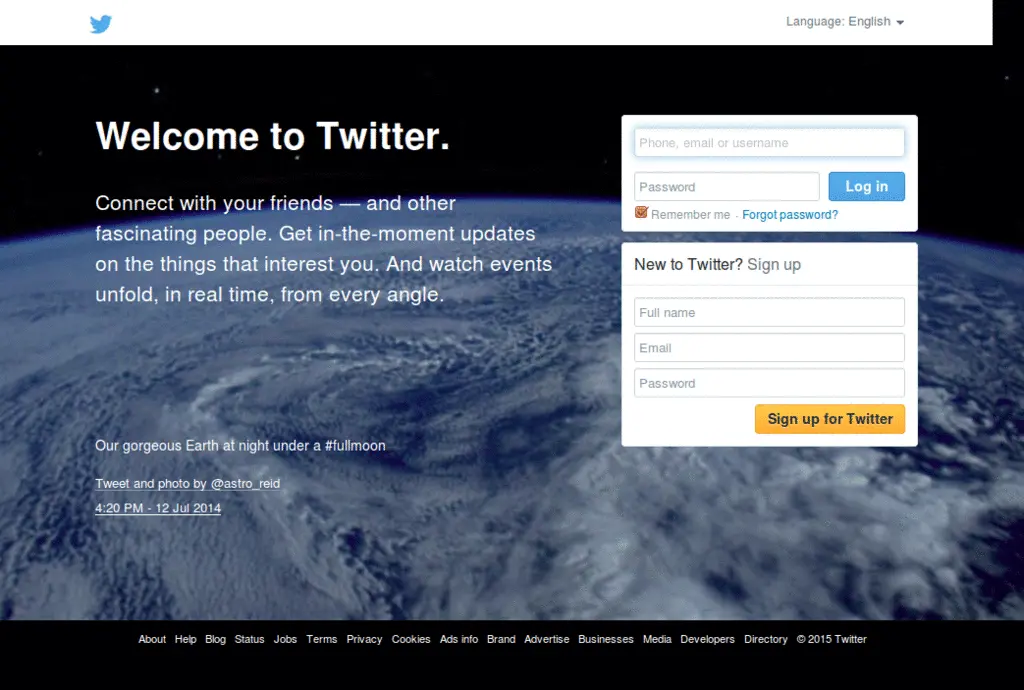 Language: English
Welcome to Twitter.
Connect with your friends — and other
fascinating people. Get in-the-moment updates
on the things that interest you. And watch events
unfold, in real time, from every angle.
Our gorgeous Earth at night under a #fullmoon
Tweet and photo by @astro_reid
4:20 PM - 12 Jul 2014
Phone, email or username
Password
Log in
Remember me · Forgot password?
New to Twitter? Sign up
Full name
Email
Password
Sign up for Twitter
About Help Blog Status Jobs Terms Privacy Cookies Ads info Brand Advertise Businesses Media Developers Directory © 2015 Twitter